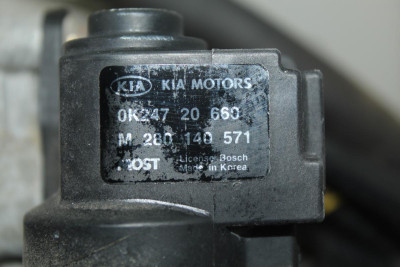 KIA KIA MOTORS
0K247 20 660
M 280 140 571
License Bosch
Made in Korea